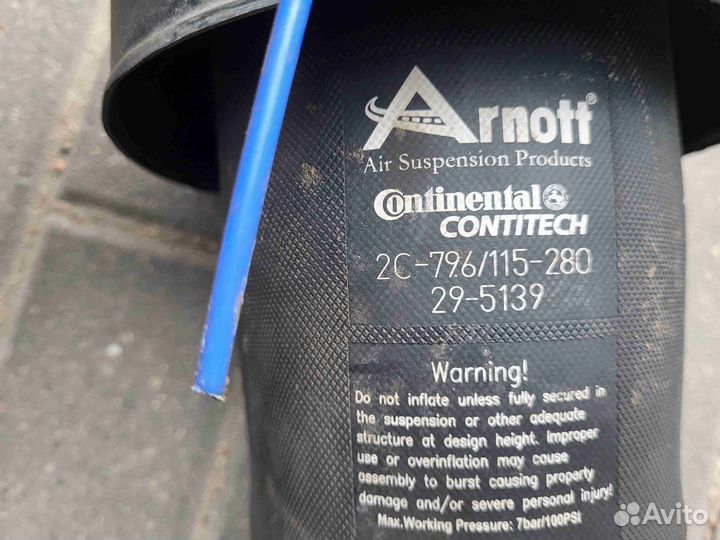 Arnott®
Air Suspension Products
Continental
CONTITECH
2C-79.6/115-280
29-5139
Warning!
Do not inflate unless fully secured in
the suspension or other adequate
structure at design height. Improper
use or overinflation may cause
assembly to burst causing property
damage and/or severe personal injury!
Max.Working Pressure: 7bar/100PSI
Avito